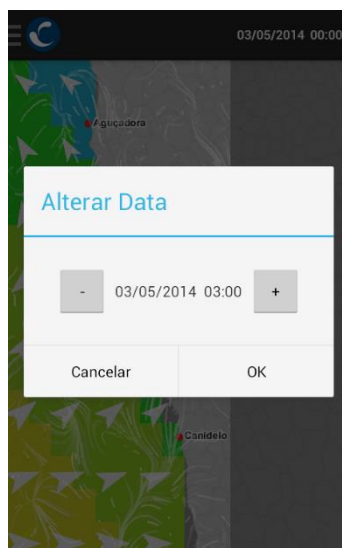 03/05/2014 00:00
Aguçadora
Alterar Data
- 03/05/2014 03:00 +
Cancelar OK
Canidelo